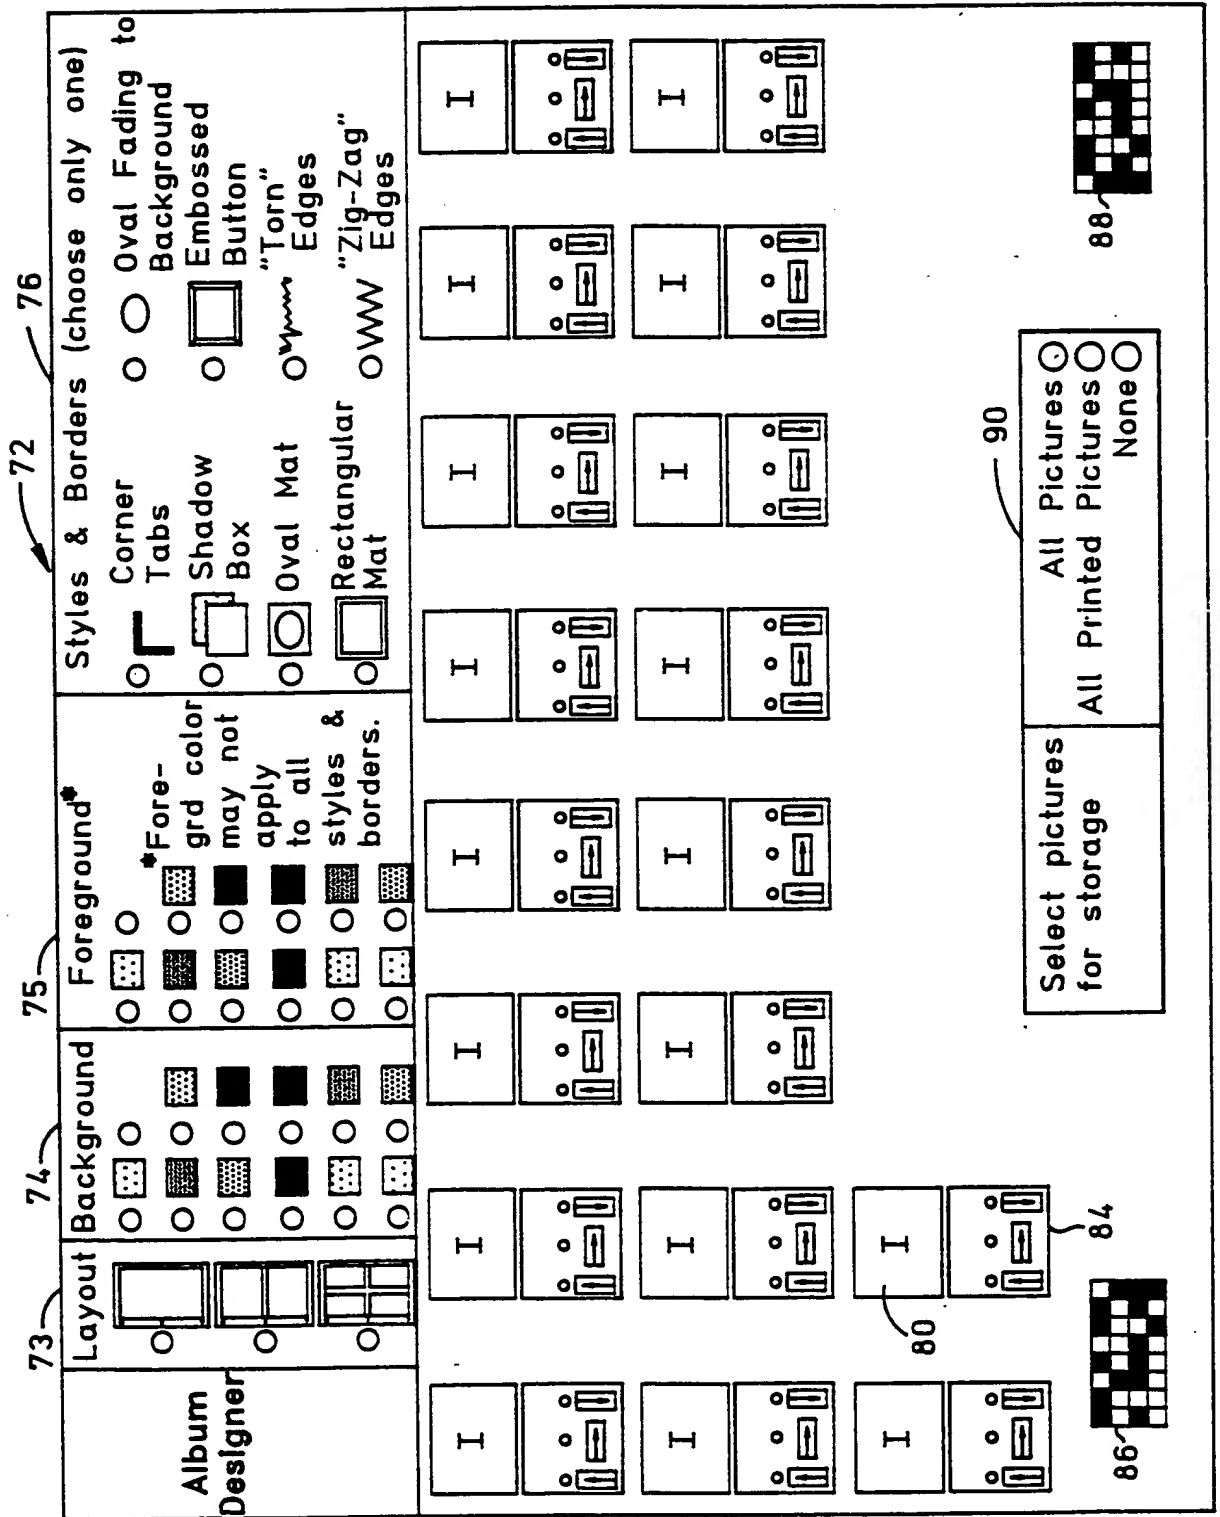 72
73
74
75
76
Album
Designer
Layout
Background
Foreground*
*Fore-
grd color
may not
apply
to all
styles &
borders.
Styles & Borders (choose only one)
Corner
Tabs
Shadow
Box
Oval Mat
Rectangular
Mat
Oval Fading to
Background
Embossed
Button
"Torn"
Edges
"Zig-Zag"
Edges
I I I I I I I I
I I I I I I I I
I I
80
84
86
88
90
Select pictures
for storage
All Pictures
All Printed Pictures
None